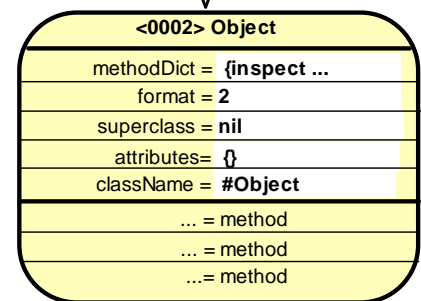 <0002> Object
methodDict = {inspect ...
format = 2
superclass = nil
attributes= {}
className = #Object
... = method
... = method
...= method